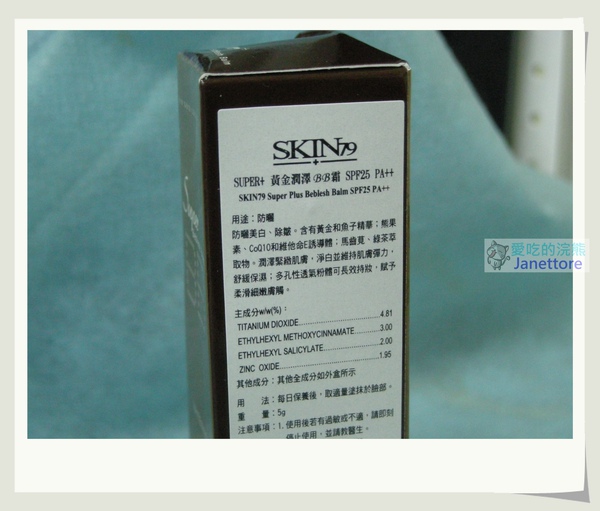 SKIN79
SUPER+ 黃金潤澤 BB霜 SPF25 PA++
SKIN79 Super Plus Beblesh Balm SPF25 PA++
用途：防曬
防曬美白、除皺。含有黃金和魚子精華；熊果
素、CoQ10和維他命E誘導體；馬齒莧、綠茶萃
取物。潤澤緊緻肌膚，淨白並維持肌膚彈力，
舒緩保濕；多孔性透氣粉體可長效持妝，賦予
柔滑細嫩膚觸。
主成分w/w(%)：
TITANIUM DIOXIDE...4.81
ETHYLHEXYL METHOXYCINNAMATE...3.00
ETHYLHEXYL SALICYLATE...2.00
ZINC OXIDE...1.95
其他成分：其他全成分如外盒所示
用　　法：每日保養後，取適量塗抹於臉部。
重　　量：5g
注意事項：1. 使用後若有過敏或不適，請即刻
停止使用，並請教醫生。
Super
愛吃的浣熊
Janettore